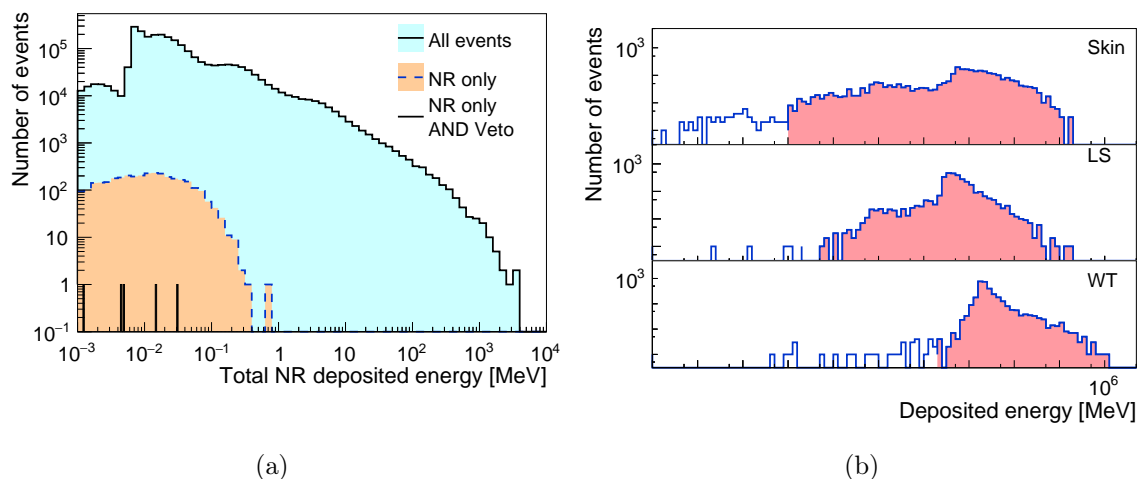 Number of events
10^5
10^4
10^3
10^2
10
1
10^−1
All events
NR only
NR only
AND Veto
10^−3
10^−2
10^−1
1
10
10^2
10^3
10^4
Total NR deposited energy [MeV]
(a)
Number of events
10^3
Skin
10^3
LS
10^3
WT
10^6
Deposited energy [MeV]
(b)